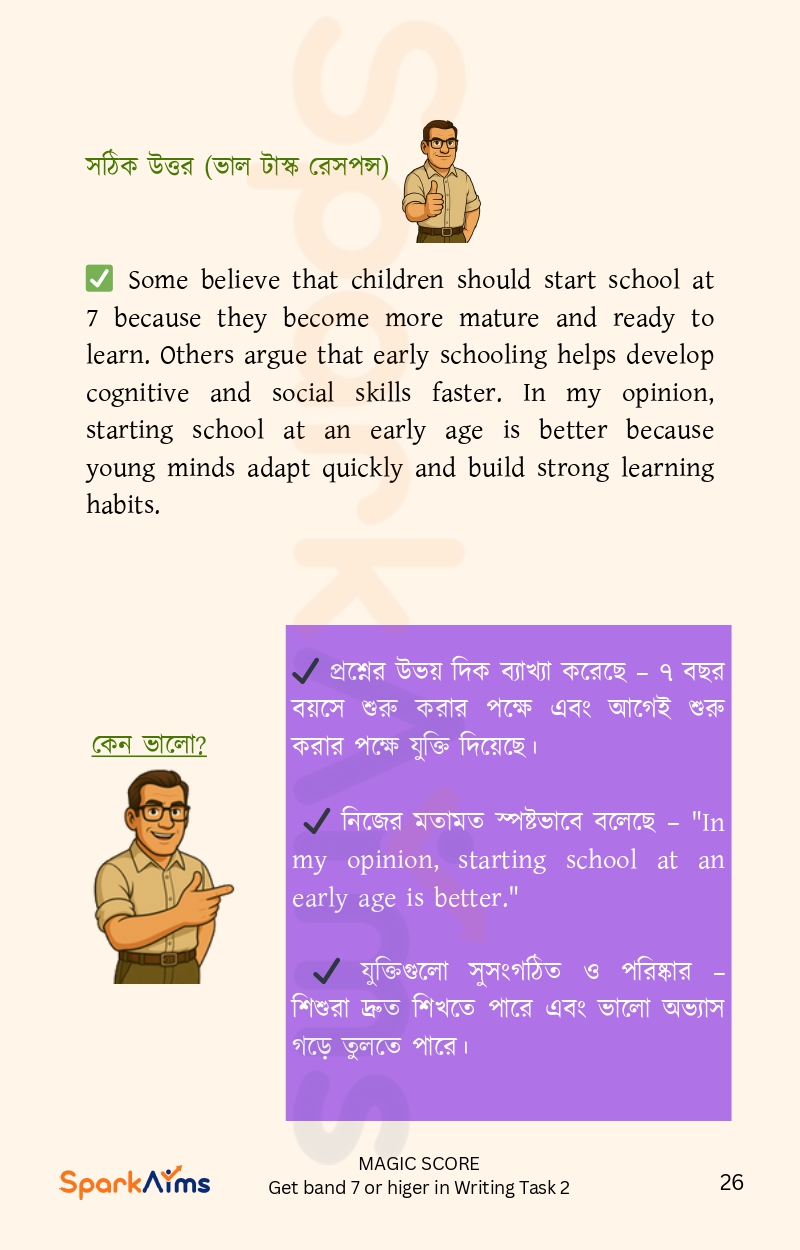 সঠিক উত্তর (ভাল টাস্ক রেসপন্স)
✅ Some believe that children should start school at
7 because they become more mature and ready to
learn. Others argue that early schooling helps develop
cognitive and social skills faster. In my opinion,
starting school at an early age is better because
young minds adapt quickly and build strong learning
habits.
✔ প্রশ্নের উভয় দিক ব্যাখ্যা করেছে – ৭ বছর
বয়সে শুরু করার পক্ষে এবং আগেই শুরু
করার পক্ষে যুক্তি দিয়েছে।
কেন ভালো?
✔ নিজের মতামত স্পষ্টভাবে বলেছে – "In
my opinion, starting school at an
early age is better."
✔ যুক্তিগুলো সুসংগঠিত ও পরিষ্কার –
শিশুরা দ্রুত শিখতে পারে এবং ভালো অভ্যাস
গড়ে তুলতে পারে।
SparkAims
MAGIC SCORE
Get band 7 or higer in Writing Task 2
26
SparkAims